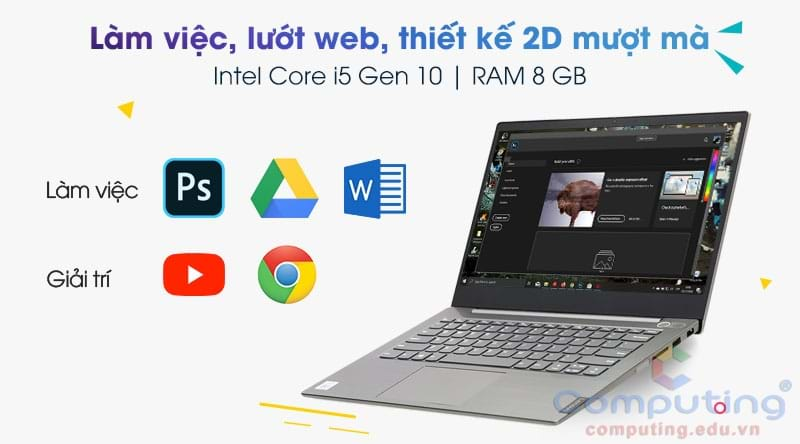 Làm việc, lướt web, thiết kế 2D mượt mà
Intel Core i5 Gen 10 | RAM 8 GB
Làm việc
Ps
W
Giải trí
Computing®
computing.edu.vn